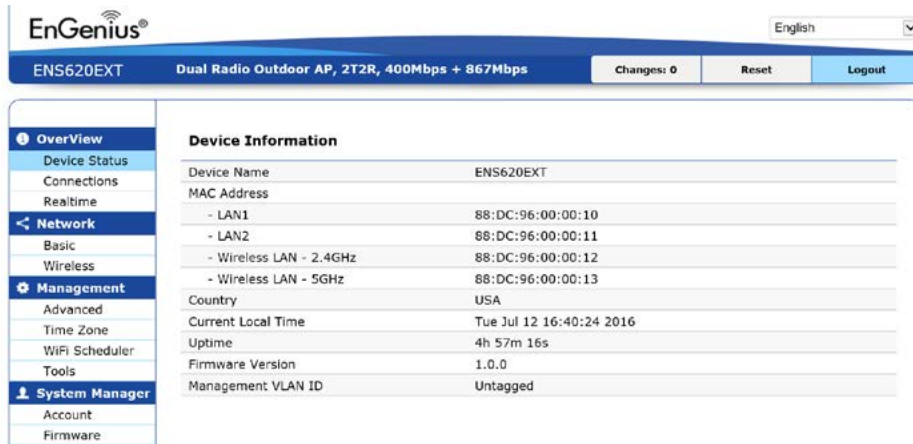 EnGenius®
English
ENS620EXT Dual Radio Outdoor AP, 2T2R, 400Mbps + 867Mbps Changes: 0 Reset Logout
OverView
Device Status
Connections
Realtime
Network
Basic
Wireless
Management
Advanced
Time Zone
WiFi Scheduler
Tools
System Manager
Account
Firmware
Device Information
Device Name ENS620EXT
MAC Address
- LAN1 88:DC:96:00:00:10
- LAN2 88:DC:96:00:00:11
- Wireless LAN - 2.4GHz 88:DC:96:00:00:12
- Wireless LAN - 5GHz 88:DC:96:00:00:13
Country USA
Current Local Time Tue Jul 12 16:40:24 2016
Uptime 4h 57m 16s
Firmware Version 1.0.0
Management VLAN ID Untagged